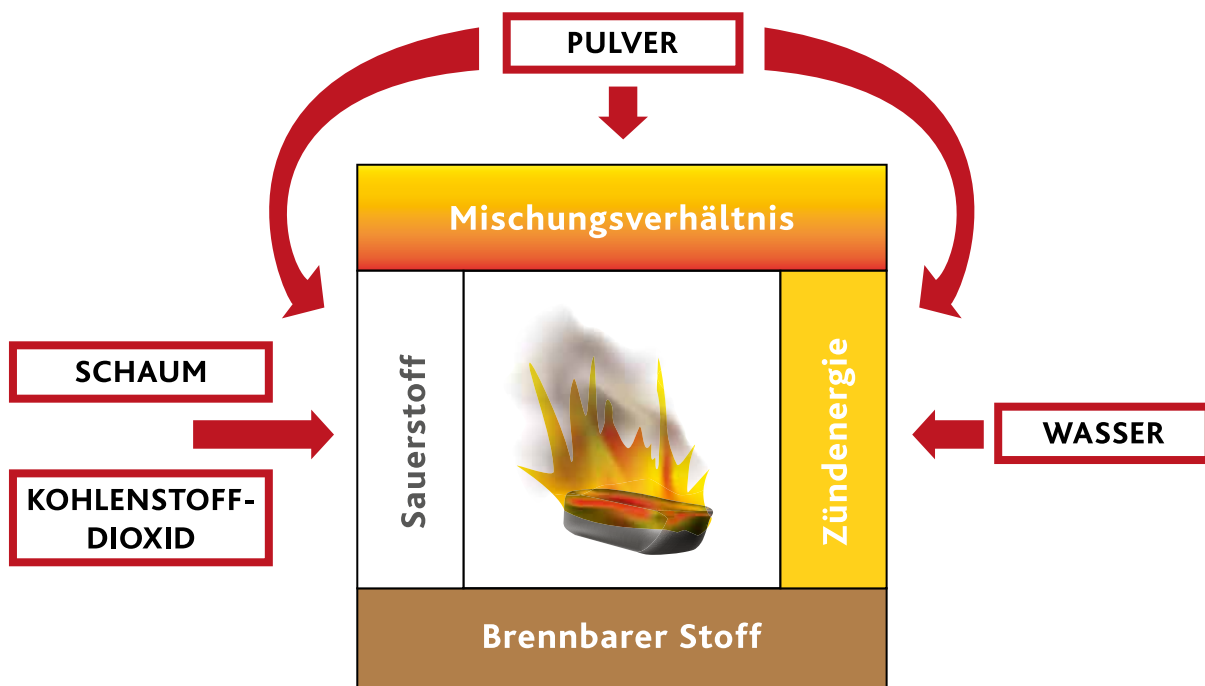 PULVER
Mischungsverhältnis
SCHAUM
KOHLENSTOFF-
DIOXID
Sauerstoff
Zündenergie
WASSER
Brennbarer Stoff